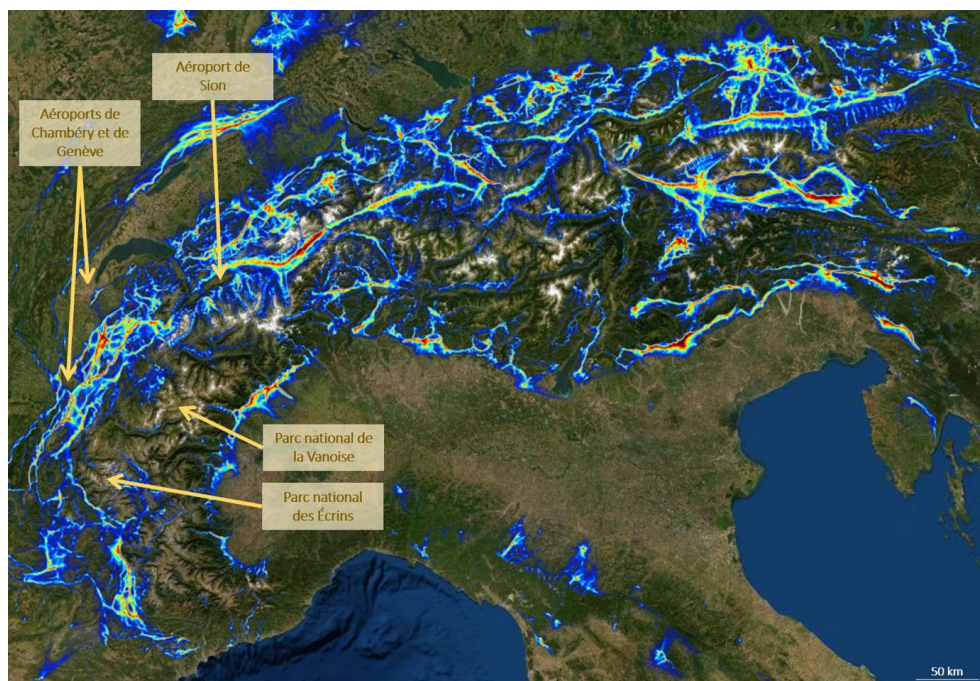 Aéroport de
Sion
Aéroports de
Chambéry et de
Genève
Parc national de
la Vanoise
Parc national
des Écrins
50 km